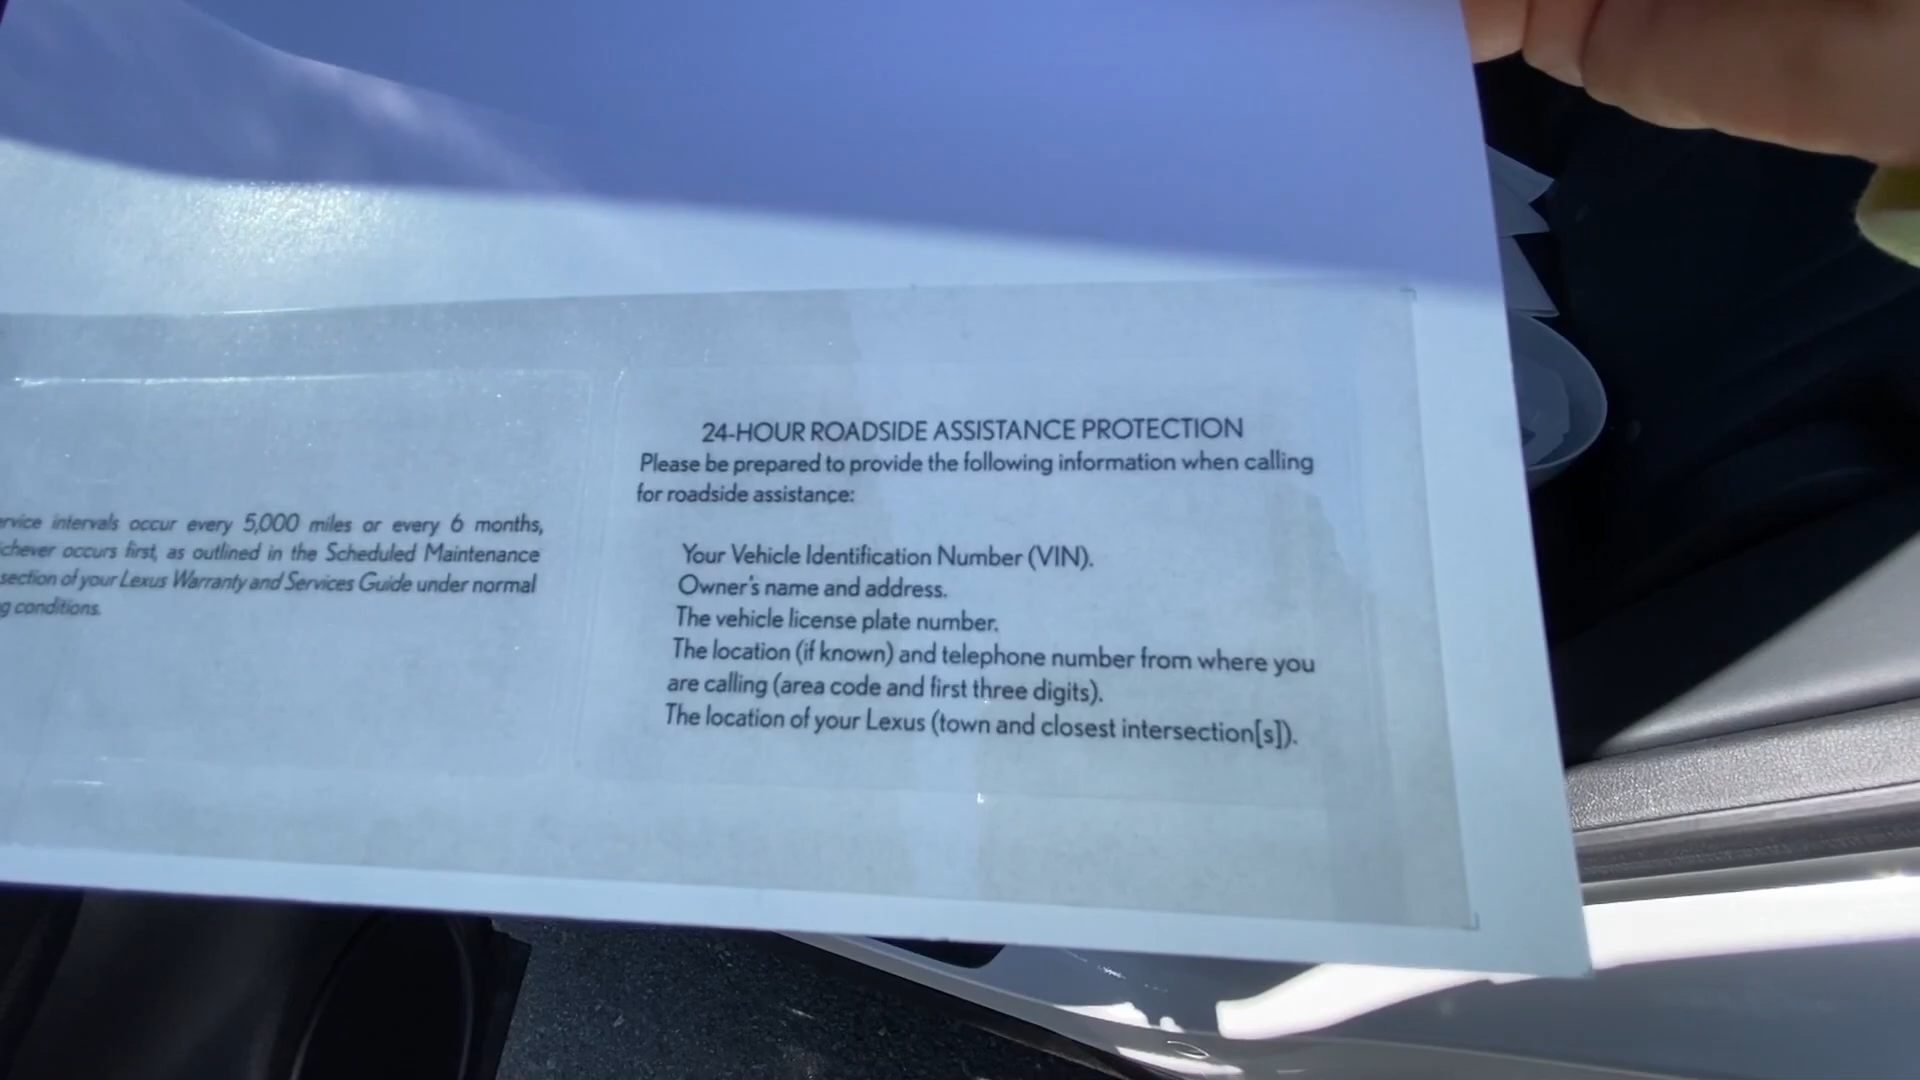 service intervals occur every 5,000 miles or every 6 months,
whichever occurs first, as outlined in the Scheduled Maintenance
section of your Lexus Warranty and Services Guide under normal
conditions.
24-HOUR ROADSIDE ASSISTANCE PROTECTION
Please be prepared to provide the following information when calling
for roadside assistance:
Your Vehicle Identification Number (VIN).
Owner's name and address.
The vehicle license plate number.
The location (if known) and telephone number from where you
are calling (area code and first three digits).
The location of your Lexus (town and closest intersection[s]).